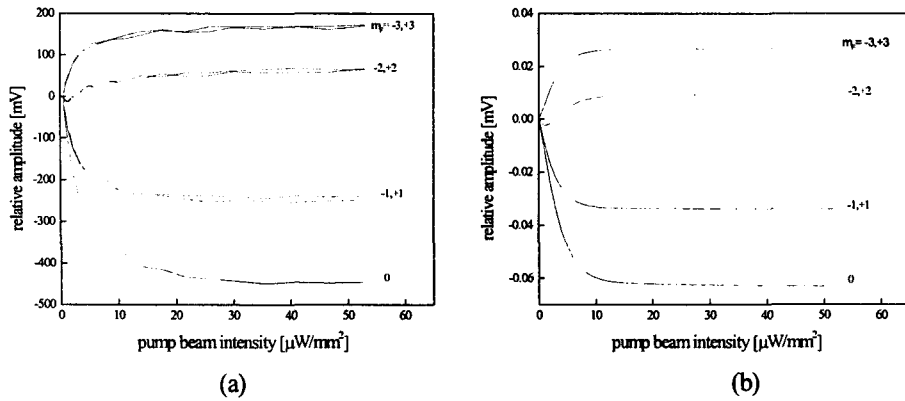 200
100
0
-100
-200
-300
-400
-500
relative amplitude [mV]
0 10 20 30 40 50 60
pump beam intensity [µW/mm²]
mF= -3,+3
-2,+2
-1,+1
0
(a)
0.04
0.02
0.00
-0.02
-0.04
-0.06
relative amplitude [mV]
0 10 20 30 40 50 60
pump beam intensity [µW/mm²]
mF= -3,+3
-2,+2
-1,+1
0
(b)